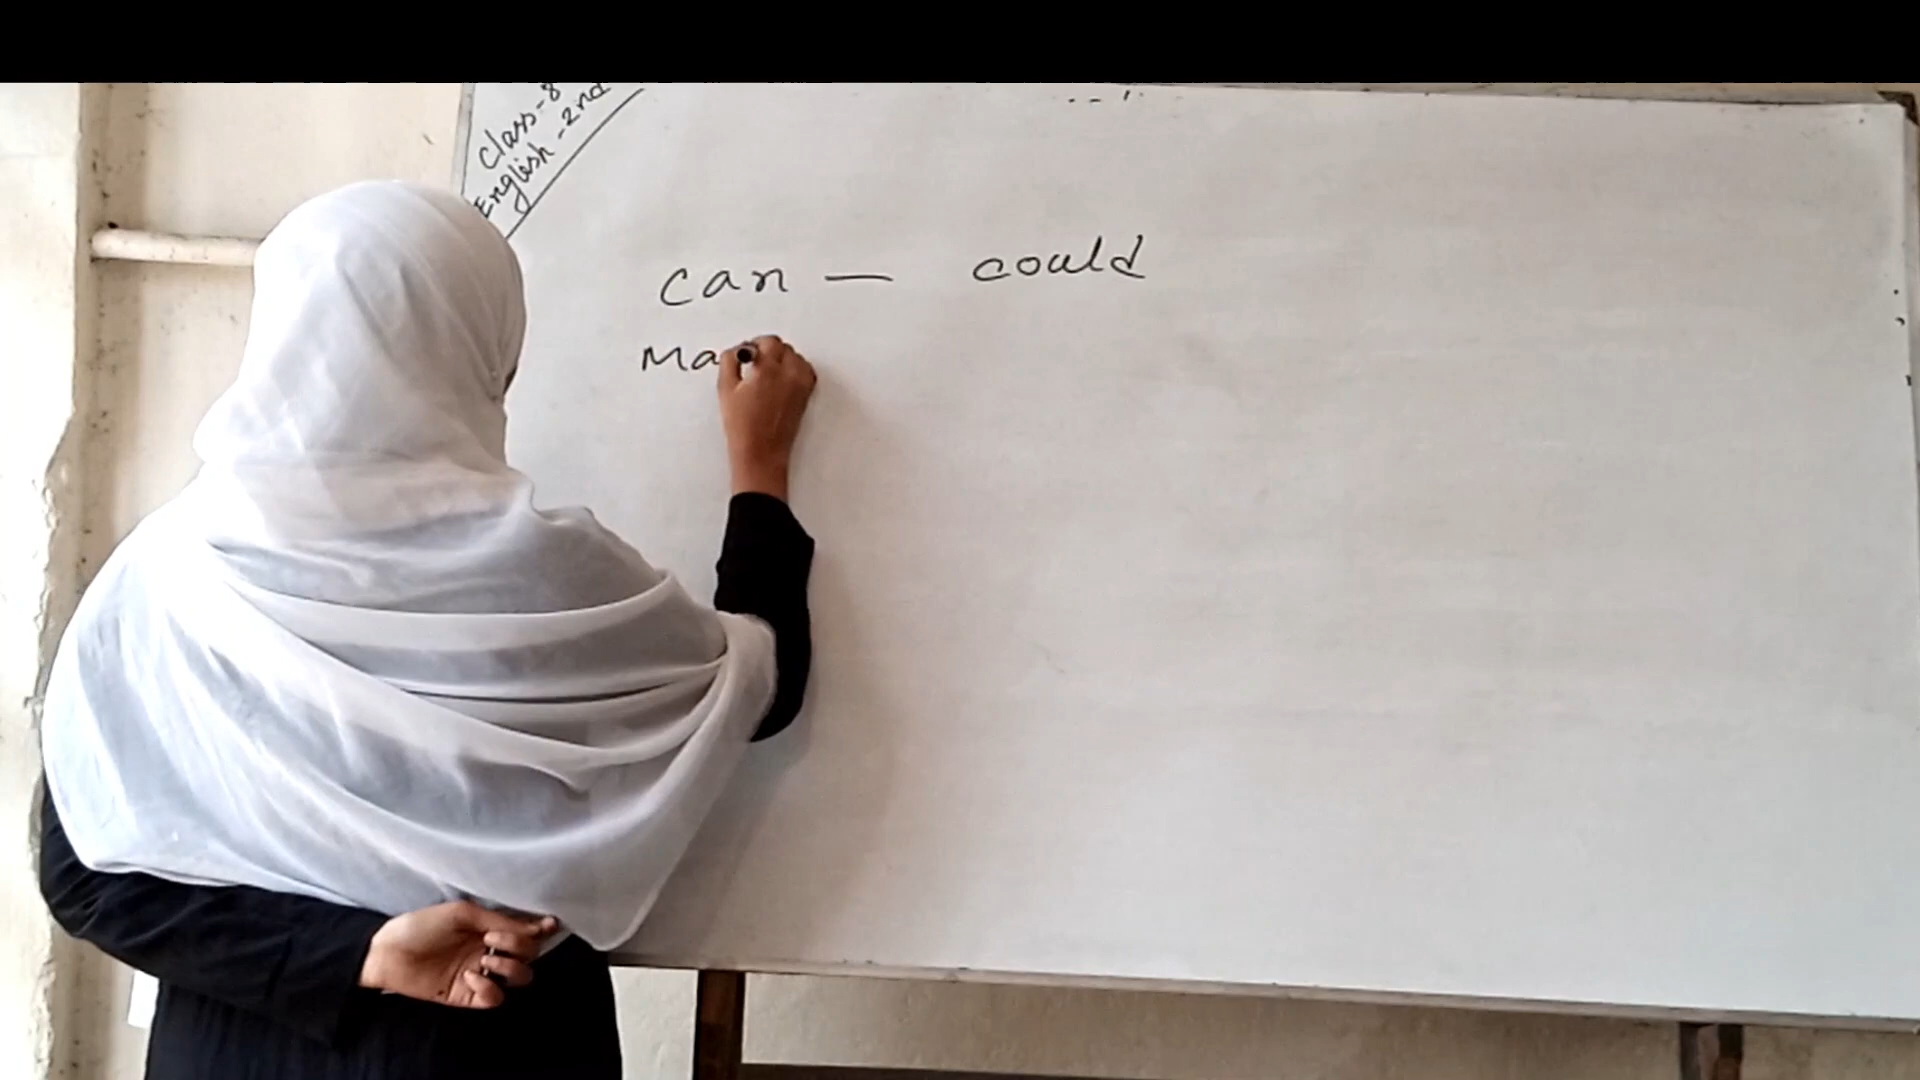 Class-8
English-2nd
can — could
Ma